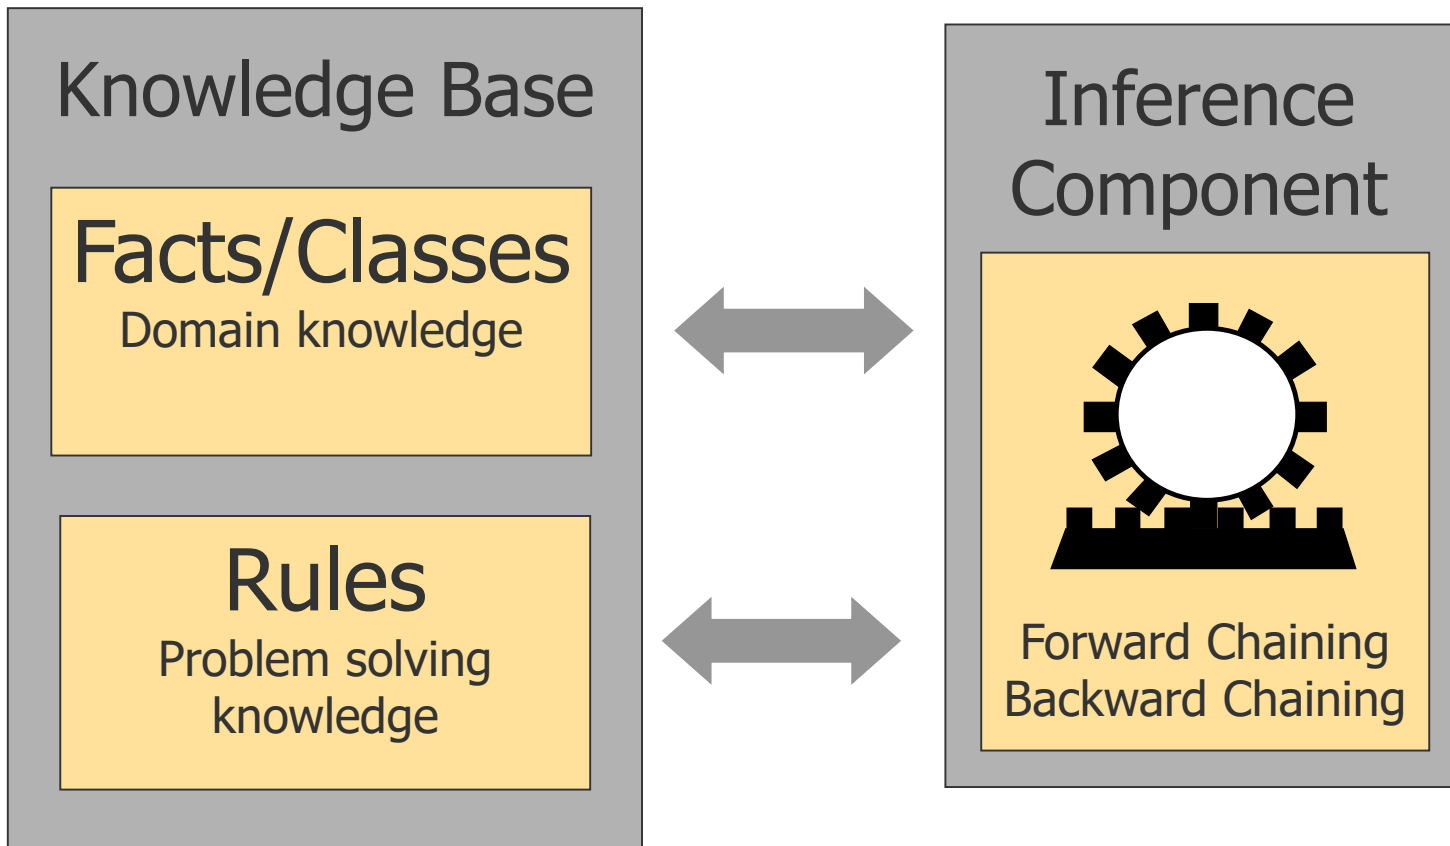 Knowledge Base
Facts/Classes
Domain knowledge
Rules
Problem solving
knowledge
Inference
Component
Forward Chaining
Backward Chaining